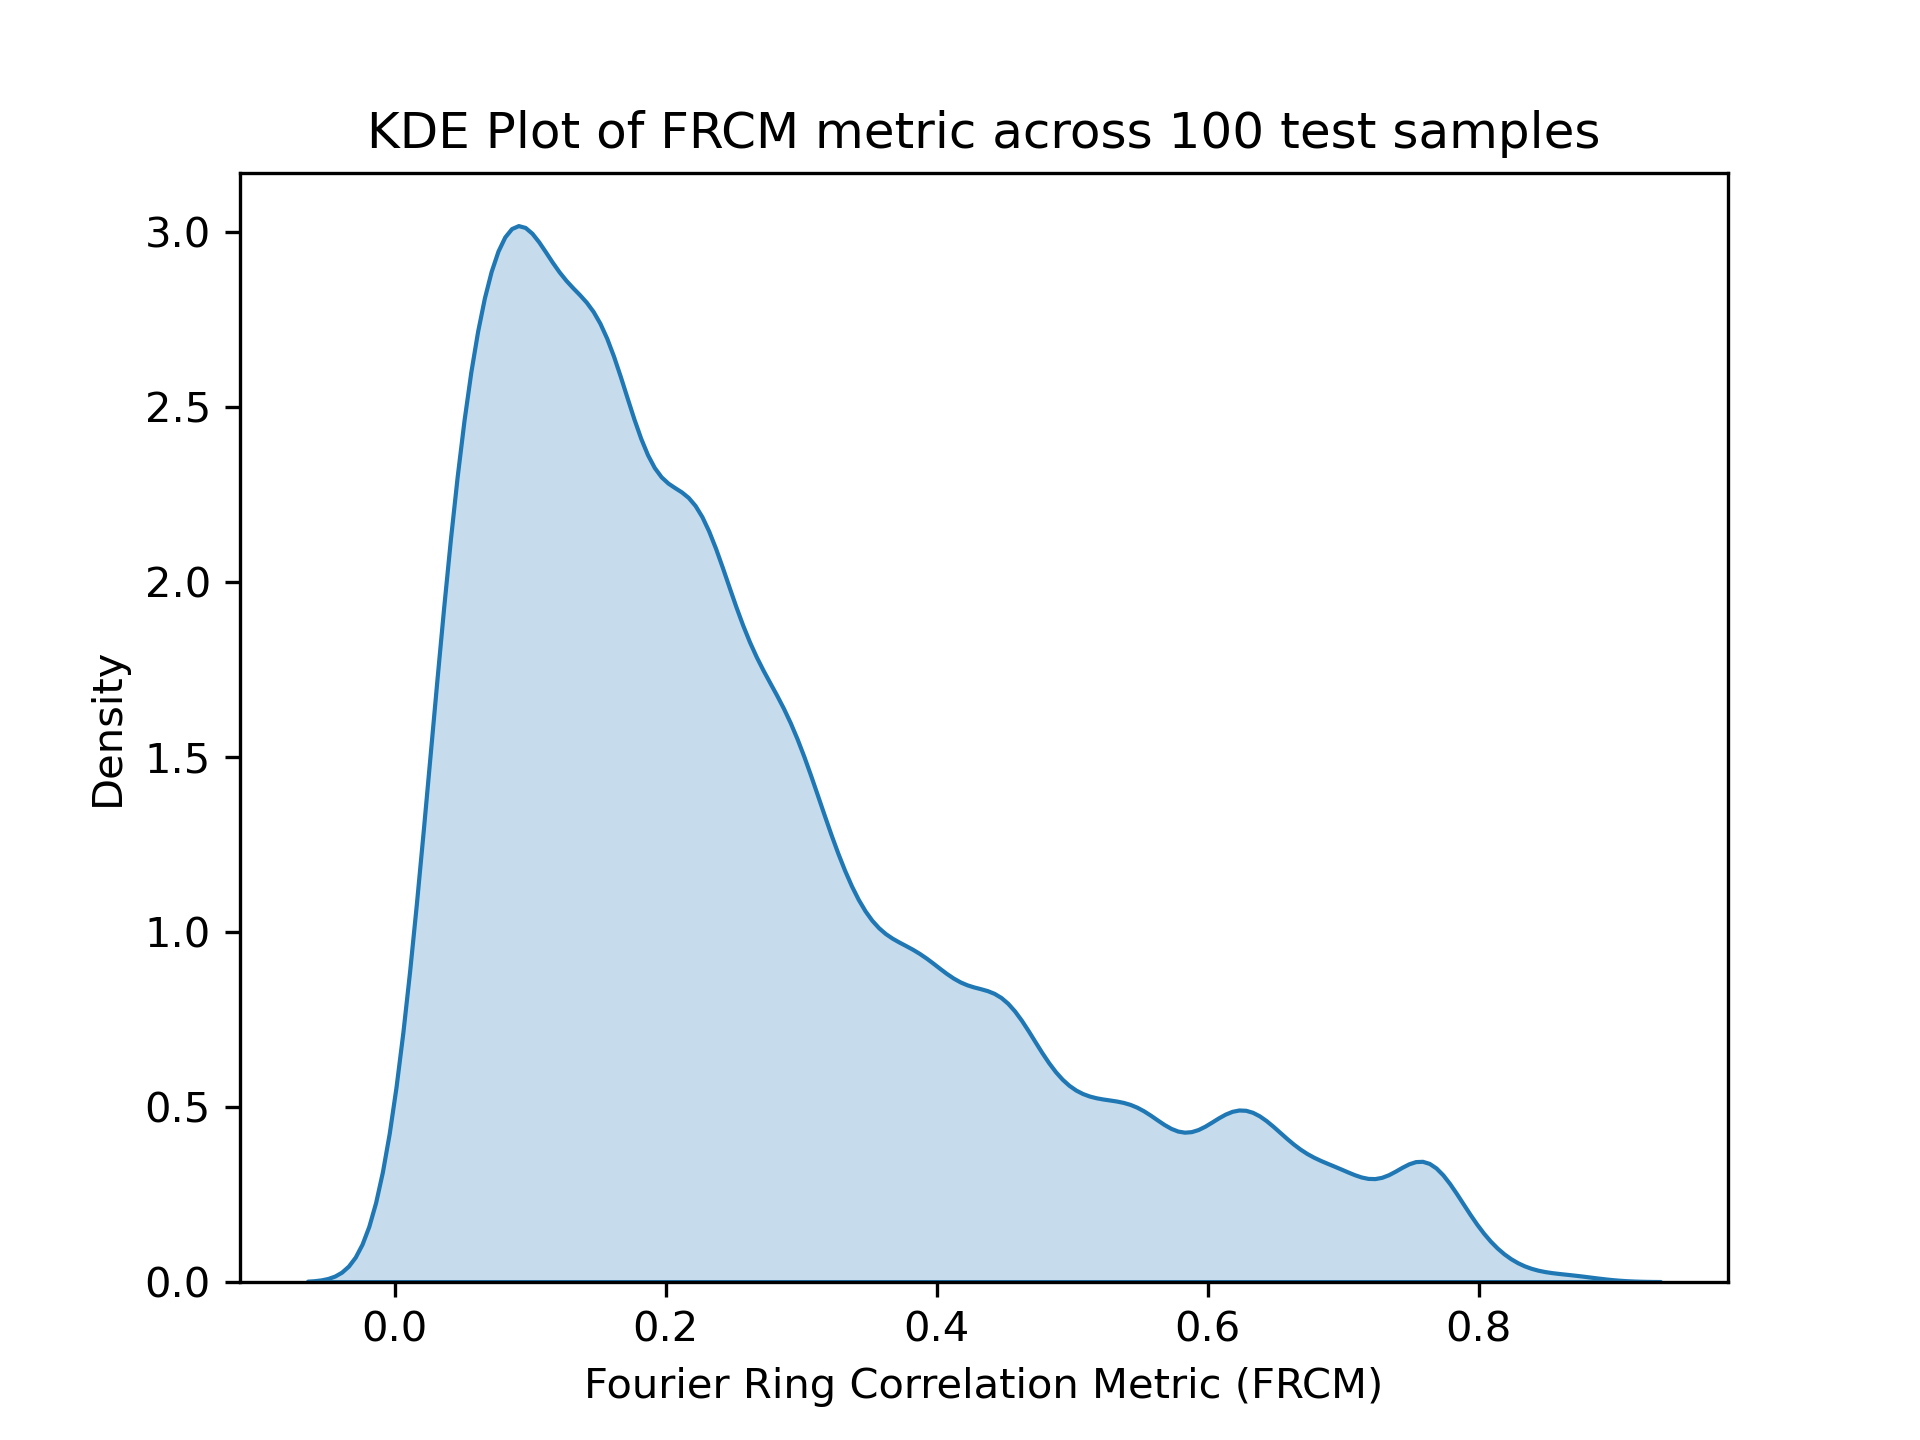 KDE Plot of FRCM metric across 100 test samples
3.0
2.5
2.0
1.5
1.0
0.5
0.0
Density
0.0 0.2 0.4 0.6 0.8
Fourier Ring Correlation Metric (FRCM)